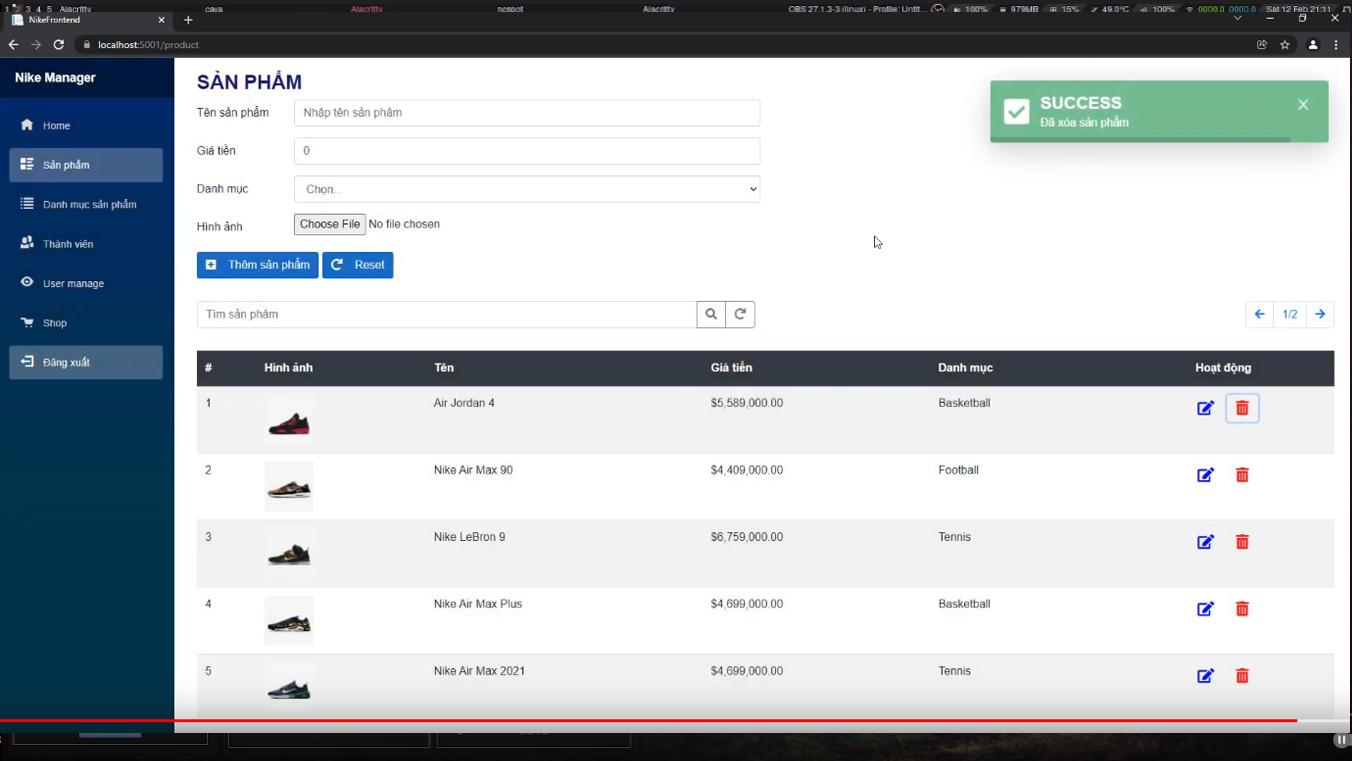 1 2 3 4 5 Alacritty cava Alacritty ncspot Alacritty OBS 27.1.3-3 (linux) - Profile: Untit... 100% 979MB 15% 49.0°C 100% 0000.0 0000.0 Sat 12 Feb 21:11
NikeFrontend
localhost:5001/product
Nike Manager
Home
Sản phẩm
Danh mục sản phẩm
Thành viên
User manage
Shop
Đăng xuất
SẢN PHẨM
Tên sản phẩm Nhập tên sản phẩm
Giá tiền 0
Danh mục Chọn...
Hình ảnh Choose File No file chosen
Thêm sản phẩm Reset
SUCCESS
Đã xóa sản phẩm
Tìm sản phẩm
1/2
# Hình ảnh Tên Giá tiền Danh mục Hoạt động
1 Air Jordan 4 $5,589,000.00 Basketball
2 Nike Air Max 90 $4,409,000.00 Football
3 Nike LeBron 9 $6,759,000.00 Tennis
4 Nike Air Max Plus $4,699,000.00 Basketball
5 Nike Air Max 2021 $4,699,000.00 Tennis